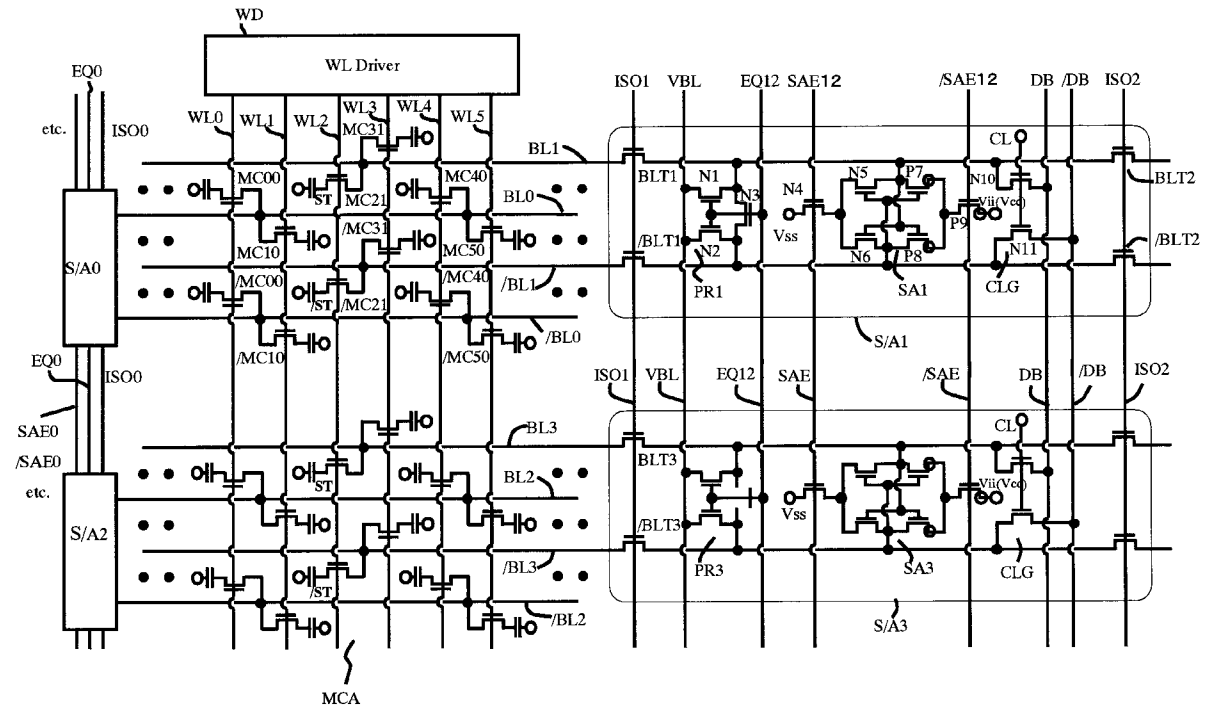 WD
WL Driver
EQ0
etc.
ISO0
WL0
WL1
WL2
WL3
WL4
WL5
MC31
ISO1
VBL
EQ12
SAE12
/SAE12
DB
/DB
ISO2
BL1
BLT1
CL
MC00
ST
MC21
MC40
BL0
N1
N3
N4
N5
P7
N10
Vii(Vcc)
BLT2
S/A0
MC10
/MC31
MC50
/BLT1
N2
Vss
N6
P8
P9
N11
/BLT2
/MC00
/ST
/MC21
/MC40
/BL1
PR1
SA1
CLG
/MC10
/MC50
/BL0
S/A1
EQ0
ISO0
ISO1
VBL
EQ12
SAE
/SAE
DB
/DB
ISO2
SAE0
/SAE0
etc.
BL3
BLT3
CL
ST
BL2
Vss
Vii(Vcc)
S/A2
/BLT3
/BL3
PR3
SA3
CLG
/ST
/BL2
S/A3
MCA